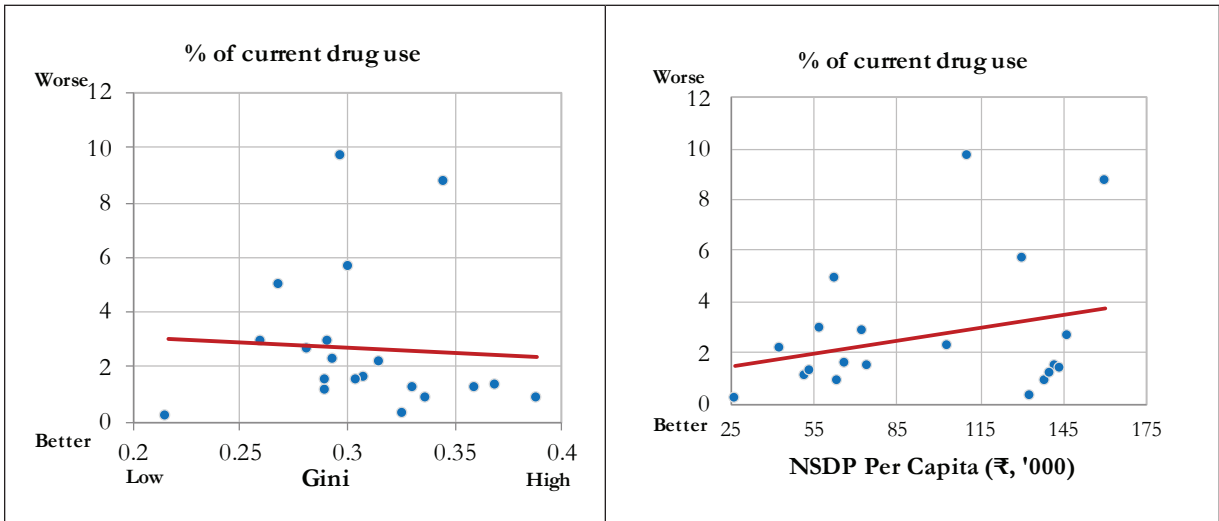 % of current drug use
Worse
12
10
8
6
4
2
0
Better
0.2 0.25 0.3 0.35 0.4
Low Gini High
% of current drug use
Worse
12
10
8
6
4
2
0
Better
25 55 85 115 145 175
NSDP Per Capita (₹, '000)